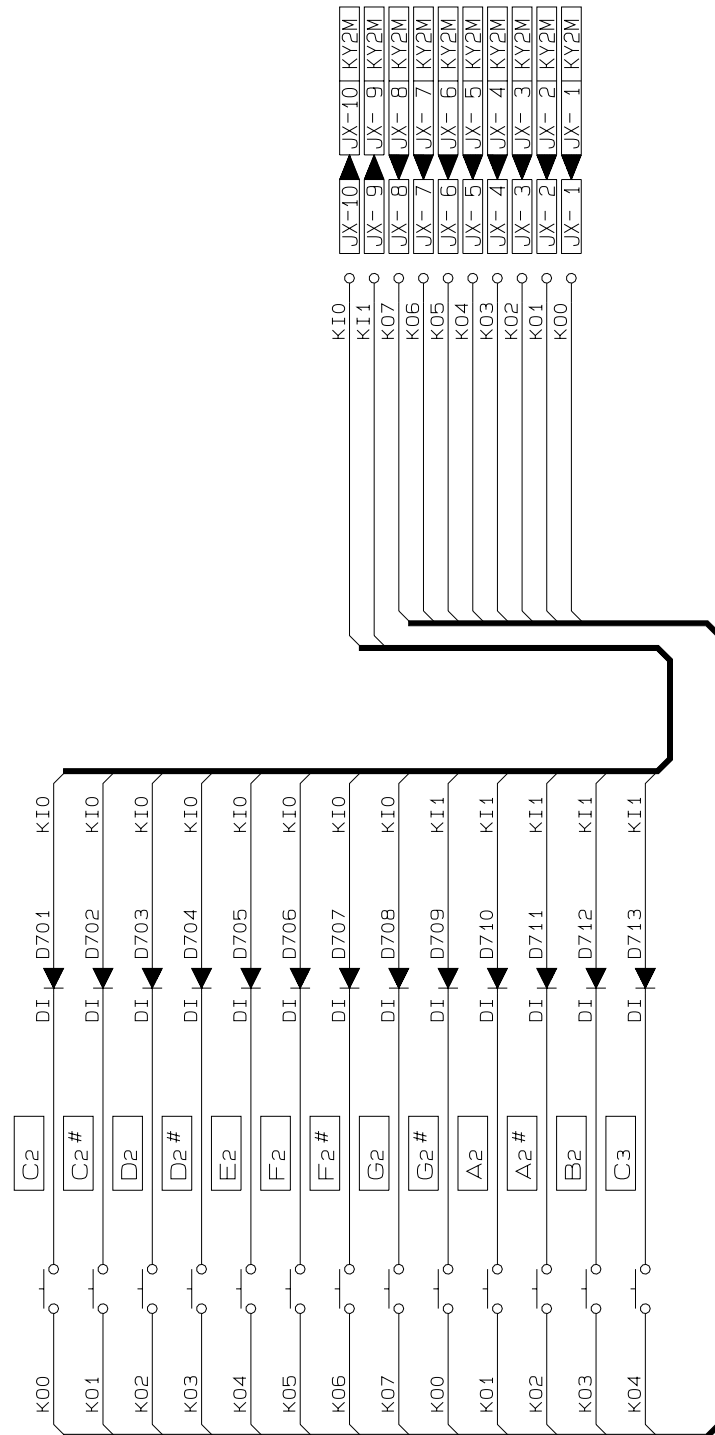 JX-10 JX-10 KY2M
JX- 9 JX- 9 KY2M
JX- 8 JX- 8 KY2M
JX- 7 JX- 7 KY2M
JX- 6 JX- 6 KY2M
JX- 5 JX- 5 KY2M
JX- 4 JX- 4 KY2M
JX- 3 JX- 3 KY2M
JX- 2 JX- 2 KY2M
JX- 1 JX- 1 KY2M
KI0
KI1
K07
K06
K05
K04
K03
K02
K01
K00
K00 C2 DI D701 KI0
K01 C2# DI D702 KI0
K02 D2 DI D703 KI0
K03 D2# DI D704 KI0
K04 E2 DI D705 KI0
K05 F2 DI D706 KI0
K06 F2# DI D707 KI0
K07 G2 DI D708 KI0
K00 G2# DI D709 KI1
K01 A2 DI D710 KI1
K02 A2# DI D711 KI1
K03 B2 DI D712 KI1
K04 C3 DI D713 KI1